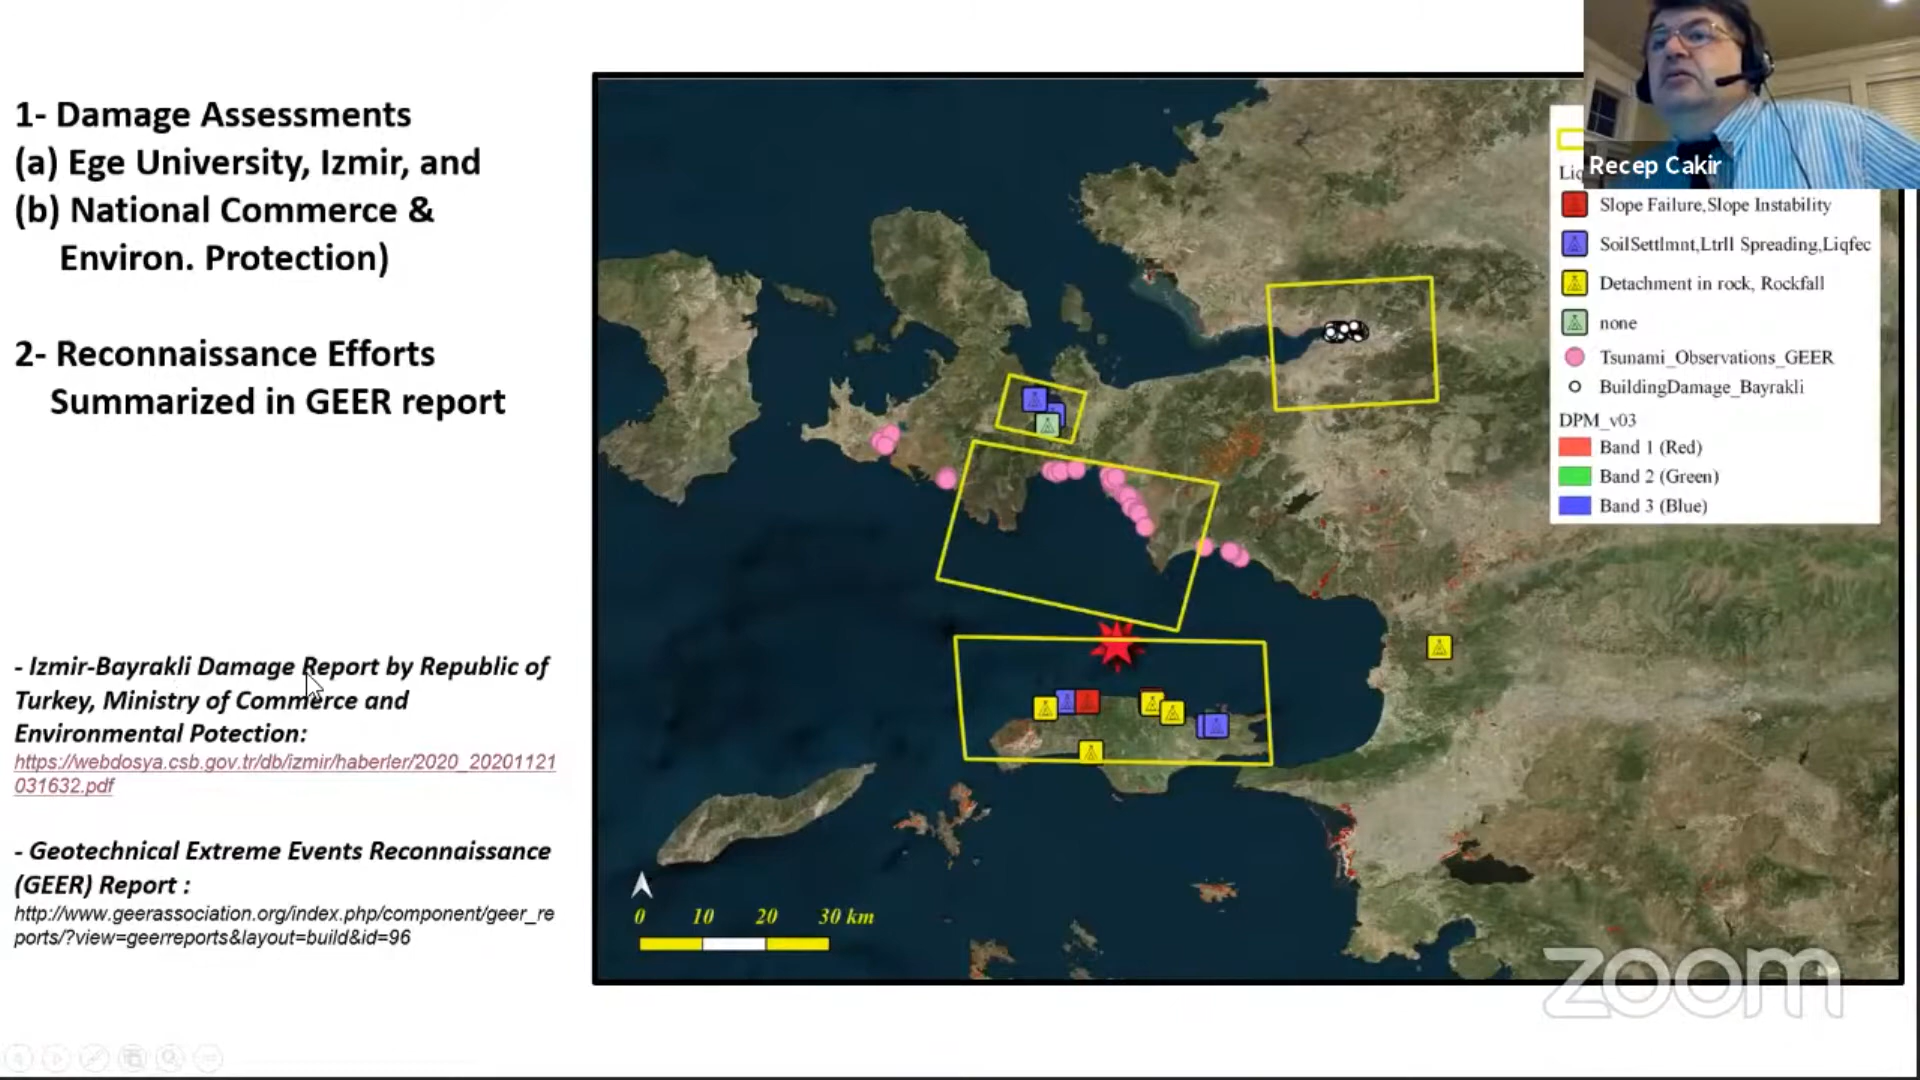 1- Damage Assessments
(a) Ege University, Izmir, and
(b) National Commerce &
Environ. Protection)
2- Reconnaissance Efforts
Summarized in GEER report
- Izmir-Bayrakli Damage Report by Republic of
Turkey, Ministry of Commerce and
Environmental Potection:
https://webdosya.csb.gov.tr/db/izmir/haberler/2020_20201121
031632.pdf
- Geotechnical Extreme Events Reconnaissance
(GEER) Report :
http://www.geerassociation.org/index.php/component/geer_re
ports/?view=geerreports&layout=build&id=96
0 10 20 30 km
Recep Cakir
Slope Failure,Slope Instability
SoilSettlmnt,Ltrll Spreading,Liqfec
Detachment in rock, Rockfall
none
Tsunami_Observations_GEER
BuildingDamage_Bayrakli
DPM_v03
Band 1 (Red)
Band 2 (Green)
Band 3 (Blue)
zoom